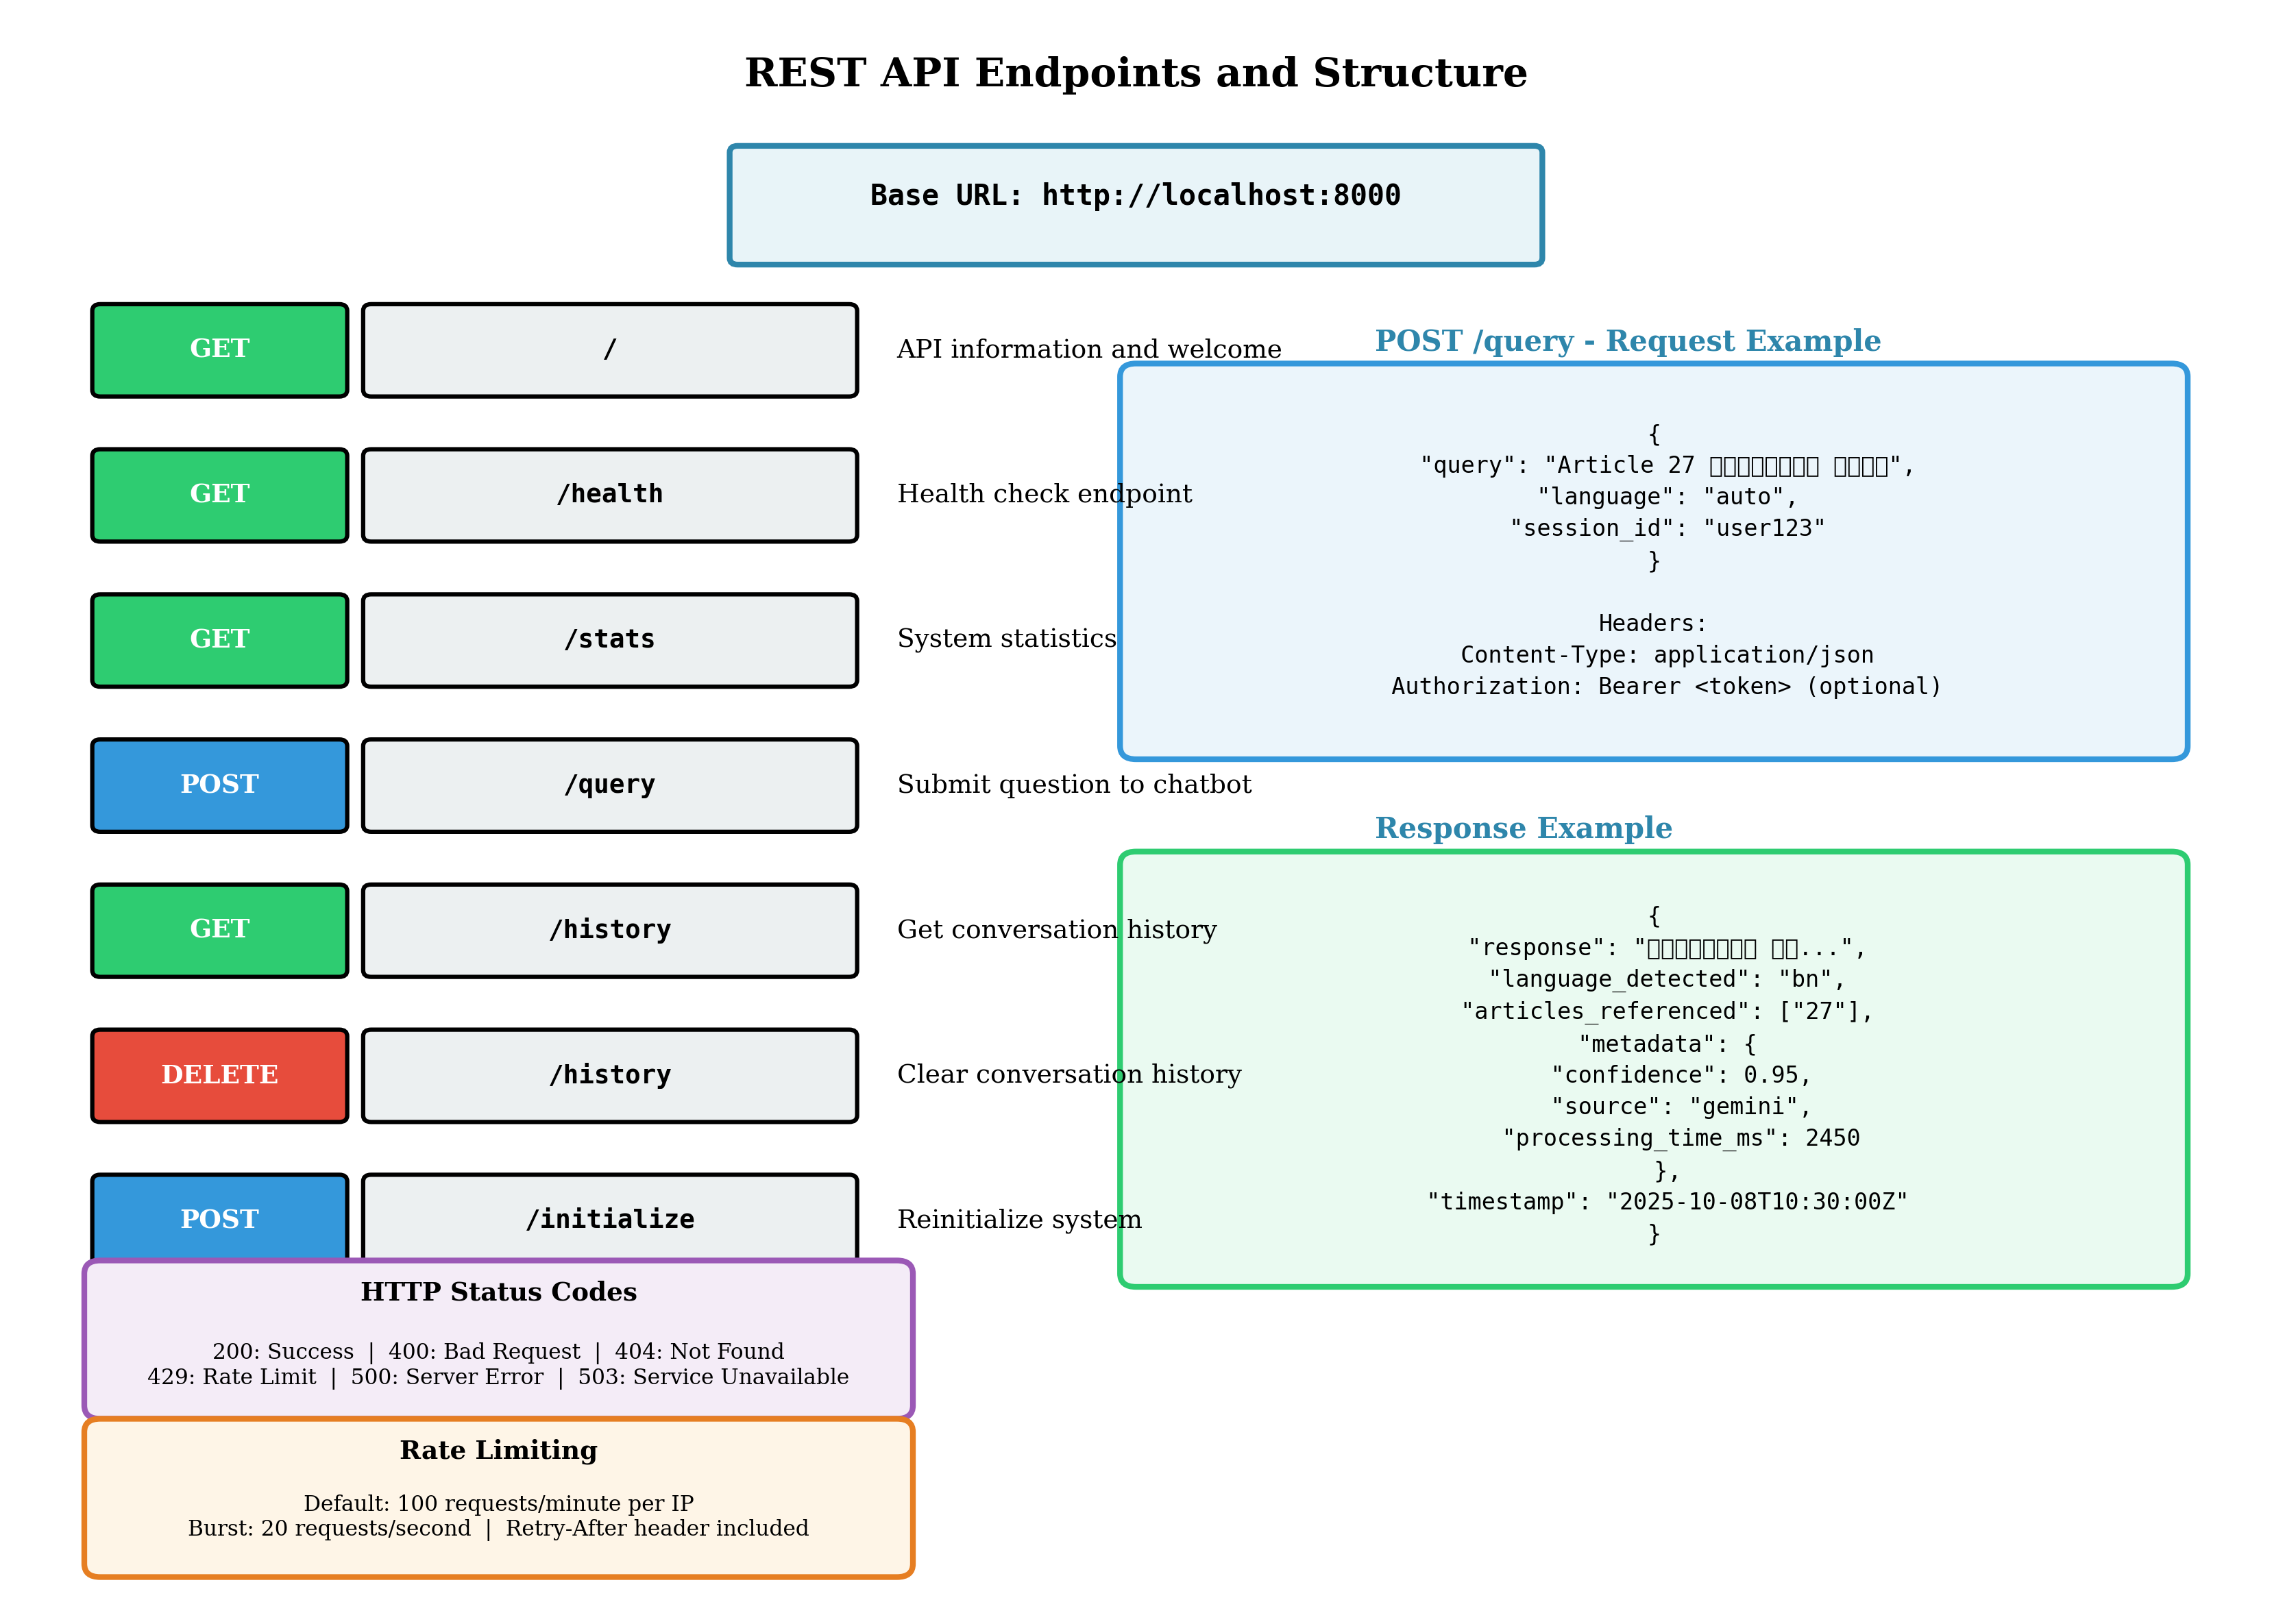 REST API Endpoints and Structure
Base URL: http://localhost:8000
GET / API information and welcome
GET /health Health check endpoint
GET /stats System statistics
POST /query Submit question to chatbot
GET /history Get conversation history
DELETE /history Clear conversation history
POST /initialize Reinitialize system
POST /query - Request Example
{
"query": "Article 27 ",
"language": "auto",
"session_id": "user123"
}
Headers:
Content-Type: application/json
Authorization: Bearer <token> (optional)
Response Example
{
"response": " ...",
"language_detected": "bn",
"articles_referenced": ["27"],
"metadata": {
"confidence": 0.95,
"source": "gemini",
"processing_time_ms": 2450
},
"timestamp": "2025-10-08T10:30:00Z"
}
HTTP Status Codes
200: Success | 400: Bad Request | 404: Not Found
429: Rate Limit | 500: Server Error | 503: Service Unavailable
Rate Limiting
Default: 100 requests/minute per IP
Burst: 20 requests/second | Retry-After header included